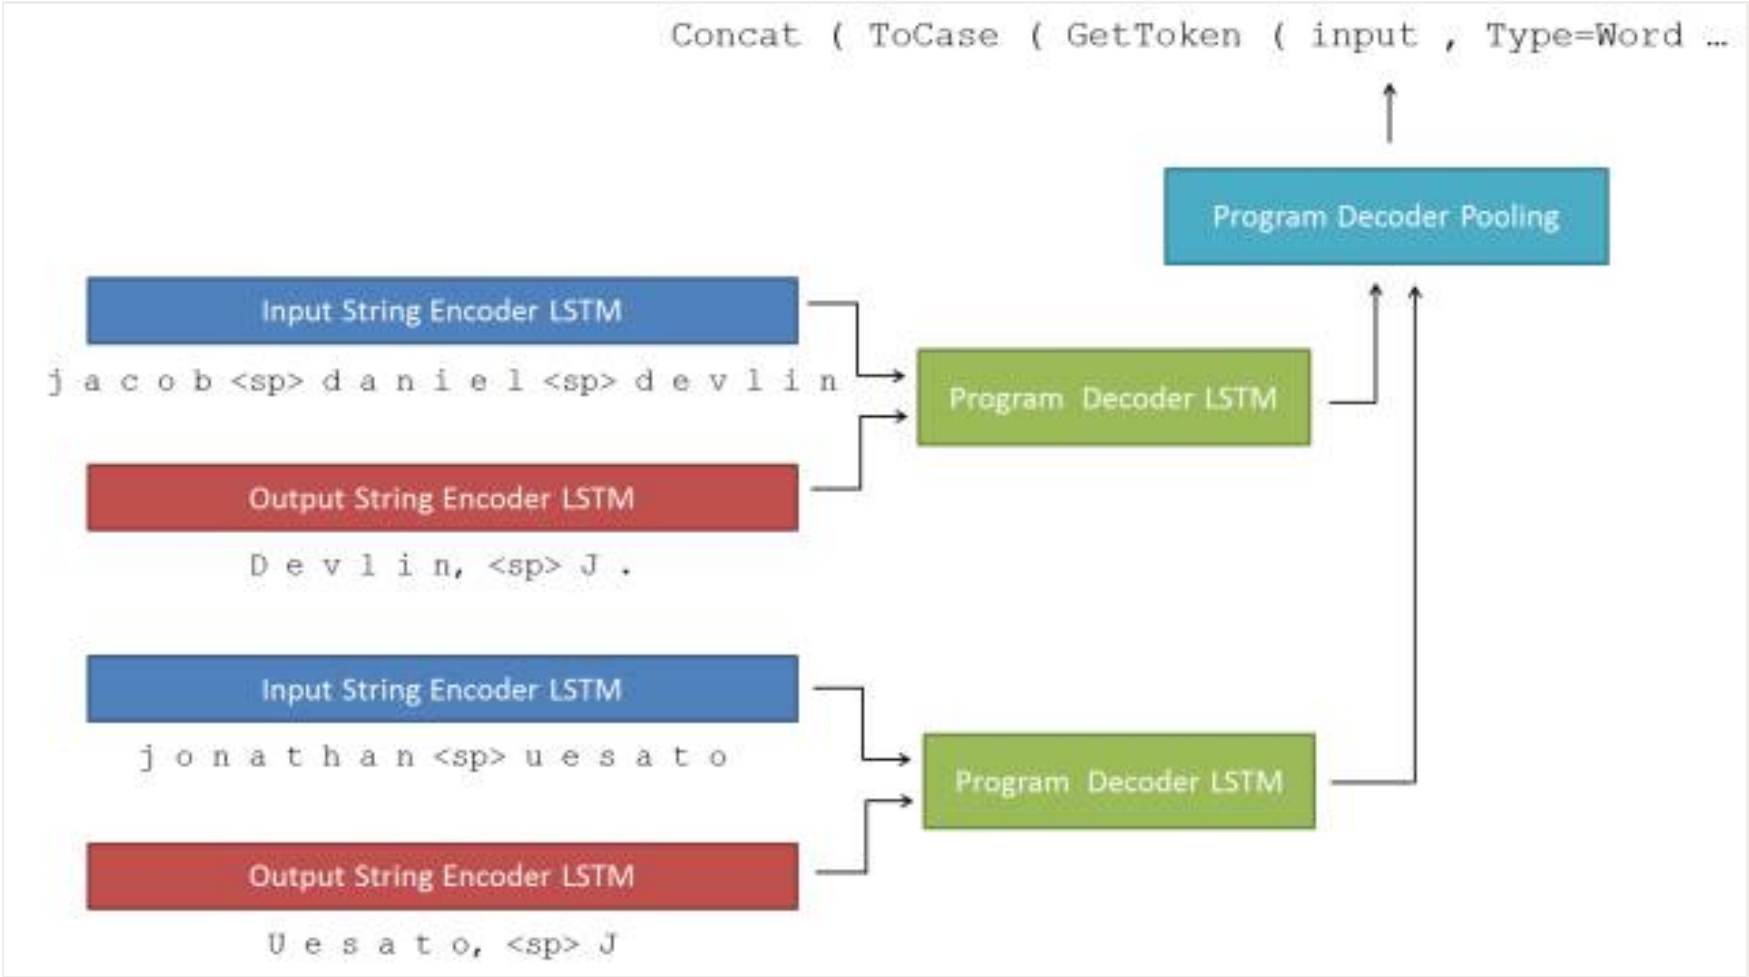 Concat ( ToCase ( GetToken ( input , Type=Word …
Program Decoder Pooling
Input String Encoder LSTM
j a c o b <sp> d a n i e l <sp> d e v l i n
Program Decoder LSTM
Output String Encoder LSTM
D e v l i n, <sp> J .
Input String Encoder LSTM
j o n a t h a n <sp> u e s a t o
Program Decoder LSTM
Output String Encoder LSTM
U e s a t o, <sp> J